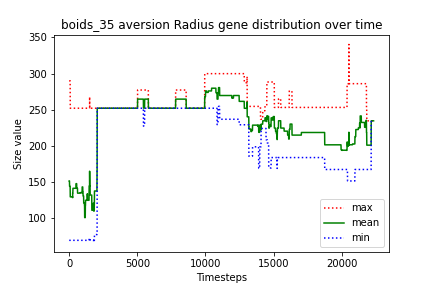 boids_35 aversion Radius gene distribution over time
350
300
250
200
150
100
Size value
max
mean
min
0 5000 10000 15000 20000
Timesteps